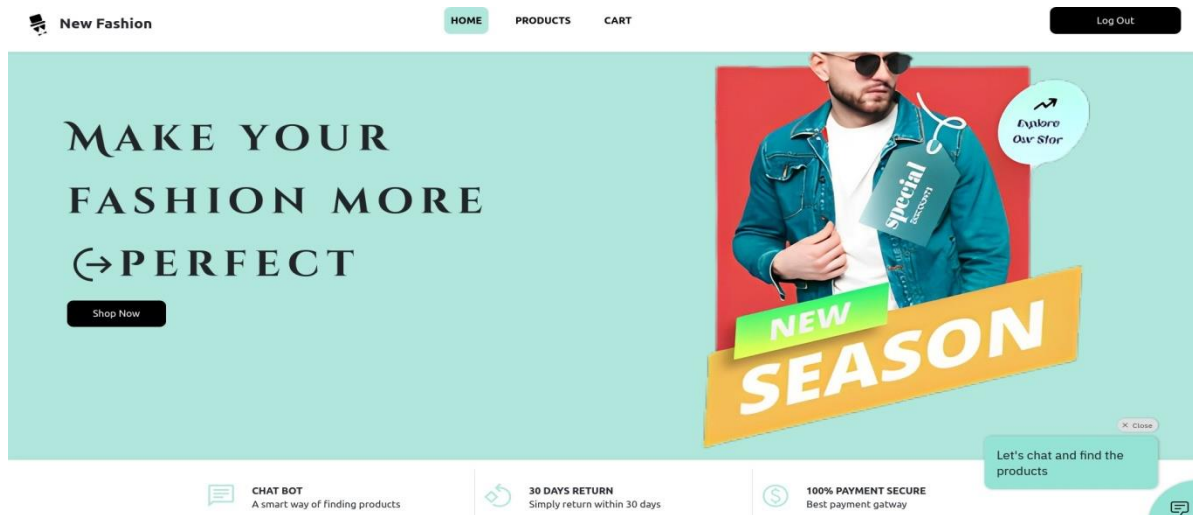 New Fashion
HOME PRODUCTS CART
Log Out
MAKE YOUR
FASHION MORE
PERFECT
Shop Now
Explore
special
NEW
SEASON
Close
Let's chat and find the
products
CHAT BOT
A smart way of finding products
30 DAYS RETURN
Simply return within 30 days
100% PAYMENT SECURE
Best payment gatway